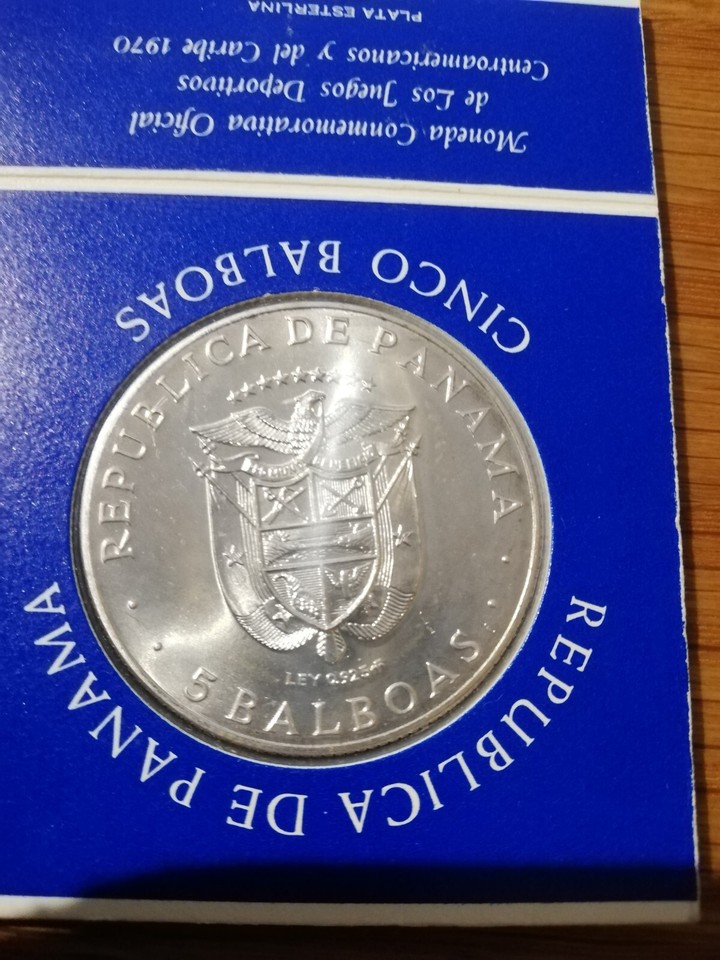 Moneda Conmemorativa Oficial
de Los Juegos Deportivos
Centroamericanos y del Caribe 1970
PLATA ESTERLINA
CINCO BALBOAS
REPUBLICA DE PANAMA
REPUBLICA DE PANAMA
LEY 0.925
5 BALBOAS